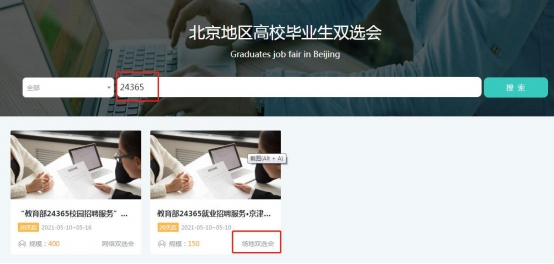 北京地区高校毕业生双选会
Graduates job fair in Beijing
全部
24365
搜 索
截图(Alt + A)
“教育部24365校园招聘服务”...
教育部24365就业招聘服务•京津...
2021-05-10~05-16
2021-05-10~05-10
规模：400
网络双选会
规模：150
场地双选会